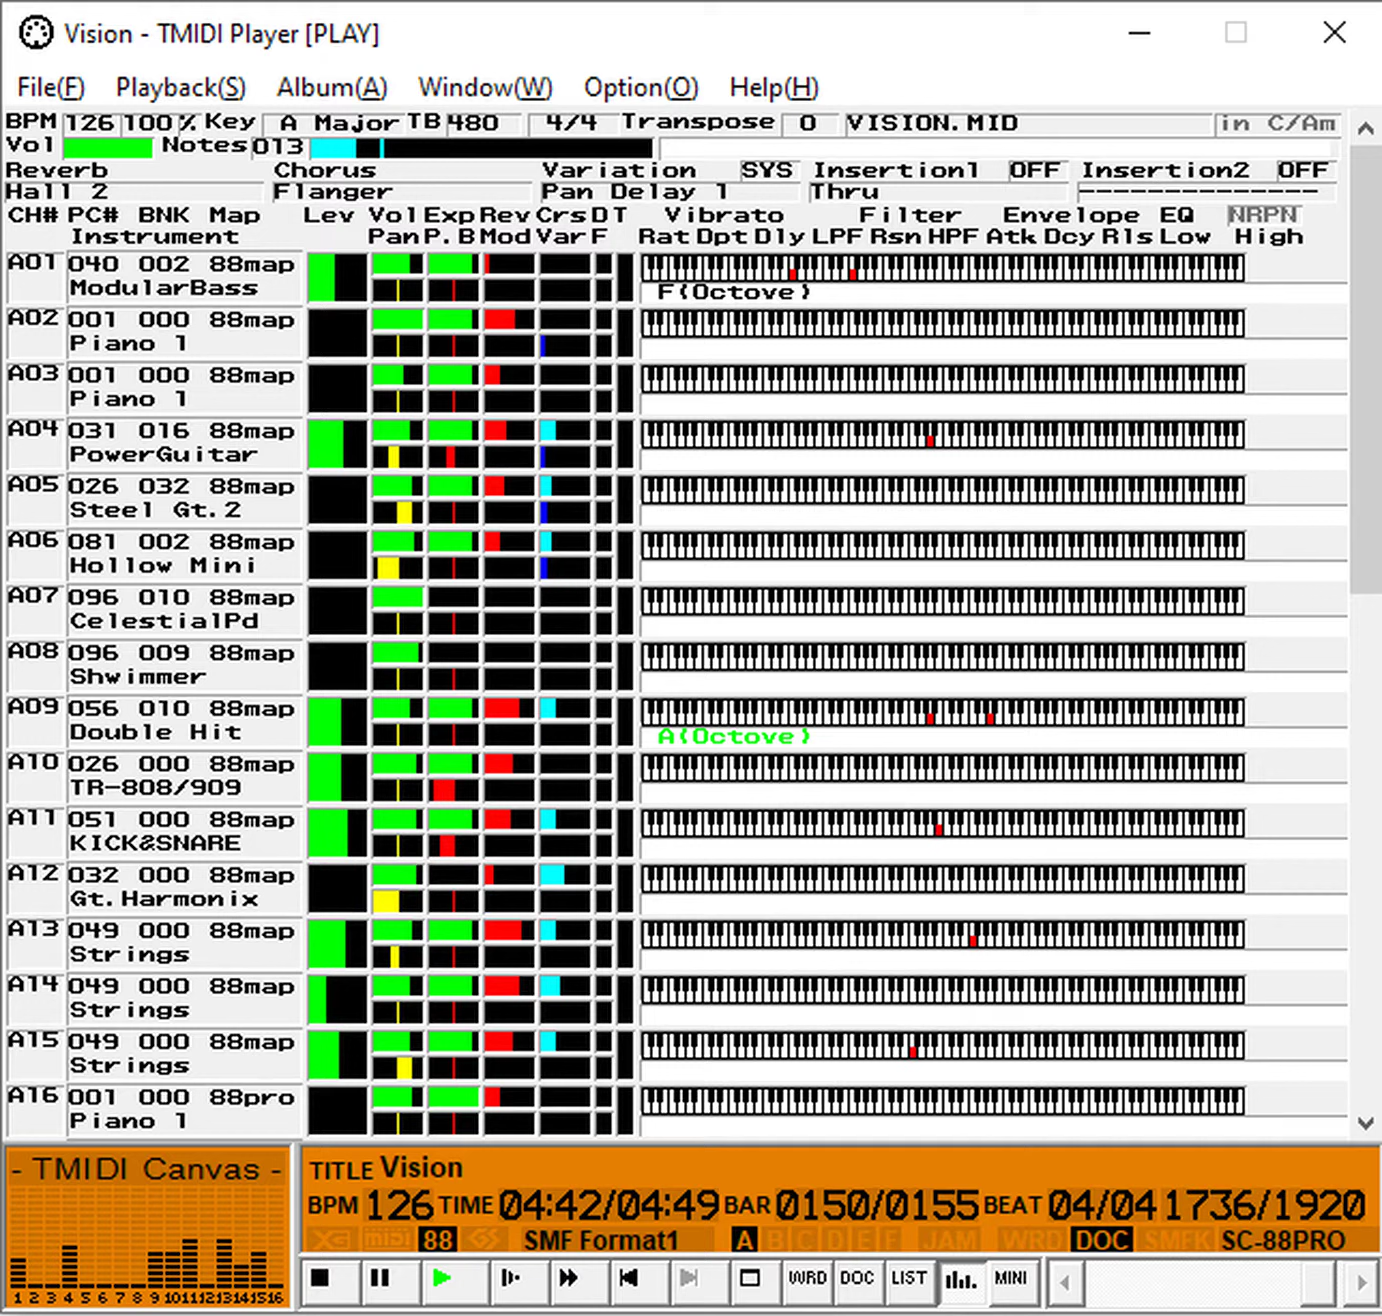 Vision - TMIDI Player [PLAY]
File(F) Playback(S) Album(A) Window(W) Option(O) Help(H)
BPM 126 100 % Key A Major TB 480 4/4 Transpose 0 VISION.MID in C/Am
Vol Notes 013
Reverb Chorus Variation SYS Insertion1 OFF Insertion2 OFF
Hall 2 Flanger Pan Delay 1 Thru ---------------
CH# PC# BNK Map Lev Vol Exp Rev Crs D T Vibrato Filter Envelope EQ NRPN
Instrument Pan P.B Mod Var F Rat Dpt Dly LPF Rsn HPF Atk Dcy Rls Low High
A01 040 002 88map
ModularBass F(Octove)
A02 001 000 88map
Piano 1
A03 001 000 88map
Piano 1
A04 031 016 88map
PowerGuitar
A05 026 032 88map
Steel Gt.2
A06 081 002 88map
Hollow Mini
A07 096 010 88map
CelestialPd
A08 096 009 88map
Shwimmer
A09 056 010 88map
Double Hit A(Octove)
A10 026 000 88map
TR-808/909
A11 051 000 88map
KICK&SNARE
A12 032 000 88map
Gt.Harmonix
A13 049 000 88map
Strings
A14 049 000 88map
Strings
A15 049 000 88map
Strings
A16 001 000 88pro
Piano 1
- TMIDI Canvas -
1 2 3 4 5 6 7 8 9 10 11 12 13 14 15 16
TITLE Vision
BPM 126 TIME 04:42/04:49 BAR 0150/0155 BEAT 04/04 1736/1920
XG midi 88 GS SMF Format1 A B C D E F JAM WRD DOC SMFK SC-88PRO
WRD DOC LIST MINI